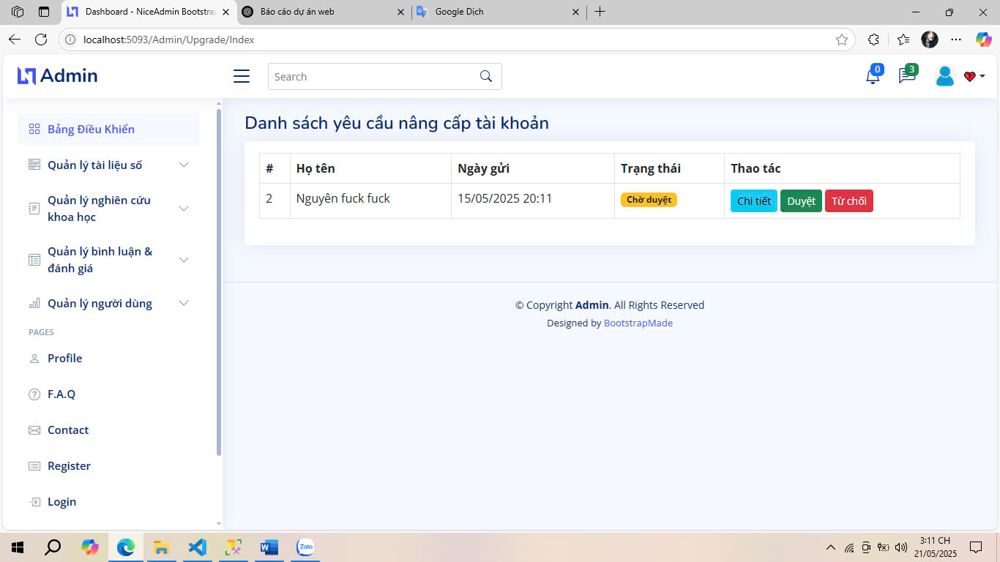 Dashboard - NiceAdmin Bootstra
Báo cáo dự án web
Google Dịch
localhost:5093/Admin/Upgrade/Index
Admin
Search
0
3
Bảng Điều Khiển
Quản lý tài liệu số
Quản lý nghiên cứu
khoa học
Quản lý bình luận &
đánh giá
Quản lý người dùng
PAGES
Profile
F.A.Q
Contact
Register
Login
Danh sách yêu cầu nâng cấp tài khoản
# Họ tên Ngày gửi Trạng thái Thao tác
2 Nguyên fuck fuck 15/05/2025 20:11 Chờ duyệt Chi tiết Duyệt Từ chối
© Copyright Admin. All Rights Reserved
Designed by BootstrapMade
Zalo
3:11 CH
21/05/2025